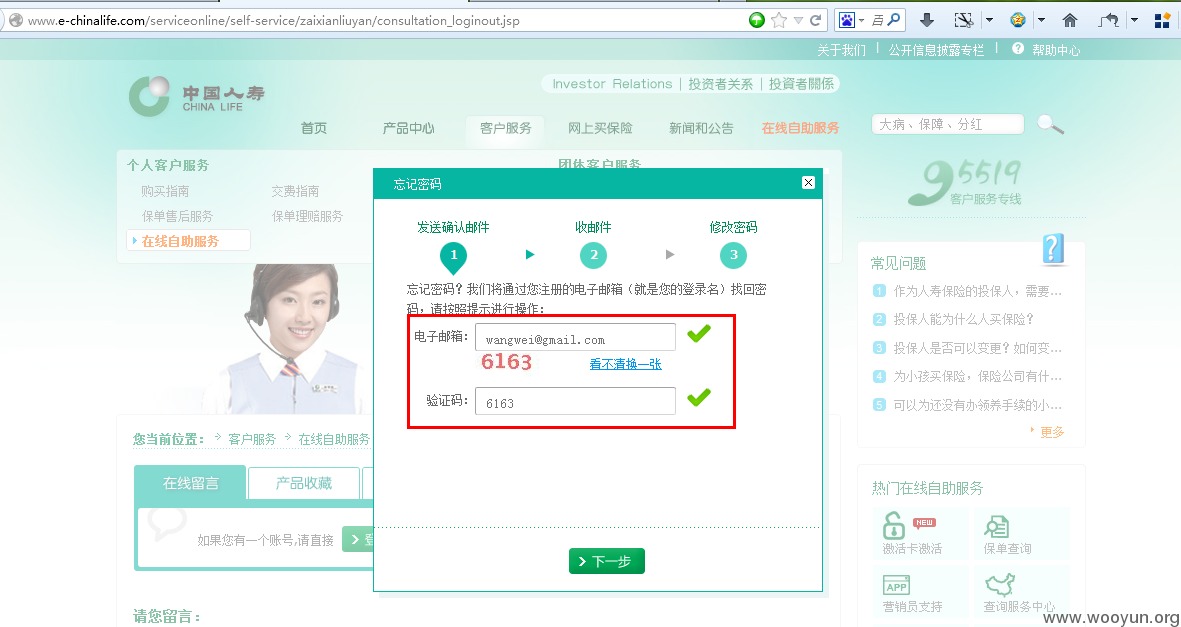 www.e-chinalife.com/serviceonline/self-service/zaixianliuyan/consultation_loginout.jsp
百
关于我们 | 公开信息披露专栏 | ? 帮助中心
中国人寿
CHINA LIFE
Investor Relations | 投资者关系 | 投資者關係
首页 产品中心 客户服务 网上买保险 新闻和公告 在线自助服务
大病、保障、分红
95519
客户服务专线
个人客户服务
团体客户服务
购买指南 交费指南
保单售后服务 保单理赔服务
在线自助服务
忘记密码
发送确认邮件 收邮件 修改密码
1 2 3
忘记密码？我们将通过您注册的电子邮箱（就是您的登录名）找回密
码，请按照提示进行操作：
电子邮箱： wangwei@gmail.com
6163 看不清换一张
验证码： 6163
下一步
常见问题
?
1 作为人寿保险的投保人，需要...
2 投保人能为什么人买保险？
3 投保人是否可以变更？如何变...
4 为小孩买保险，保险公司有什...
5 可以为还没有办领养手续的小...
更多
您当前位置： 客户服务 在线自助服务
在线留言 产品收藏
如果您有一个账号,请直接 登
请您留言：
热门在线自助服务
NEW
激活卡激活 保单查询
APP
营销员支持 查询服务中心
www.wooyun.org